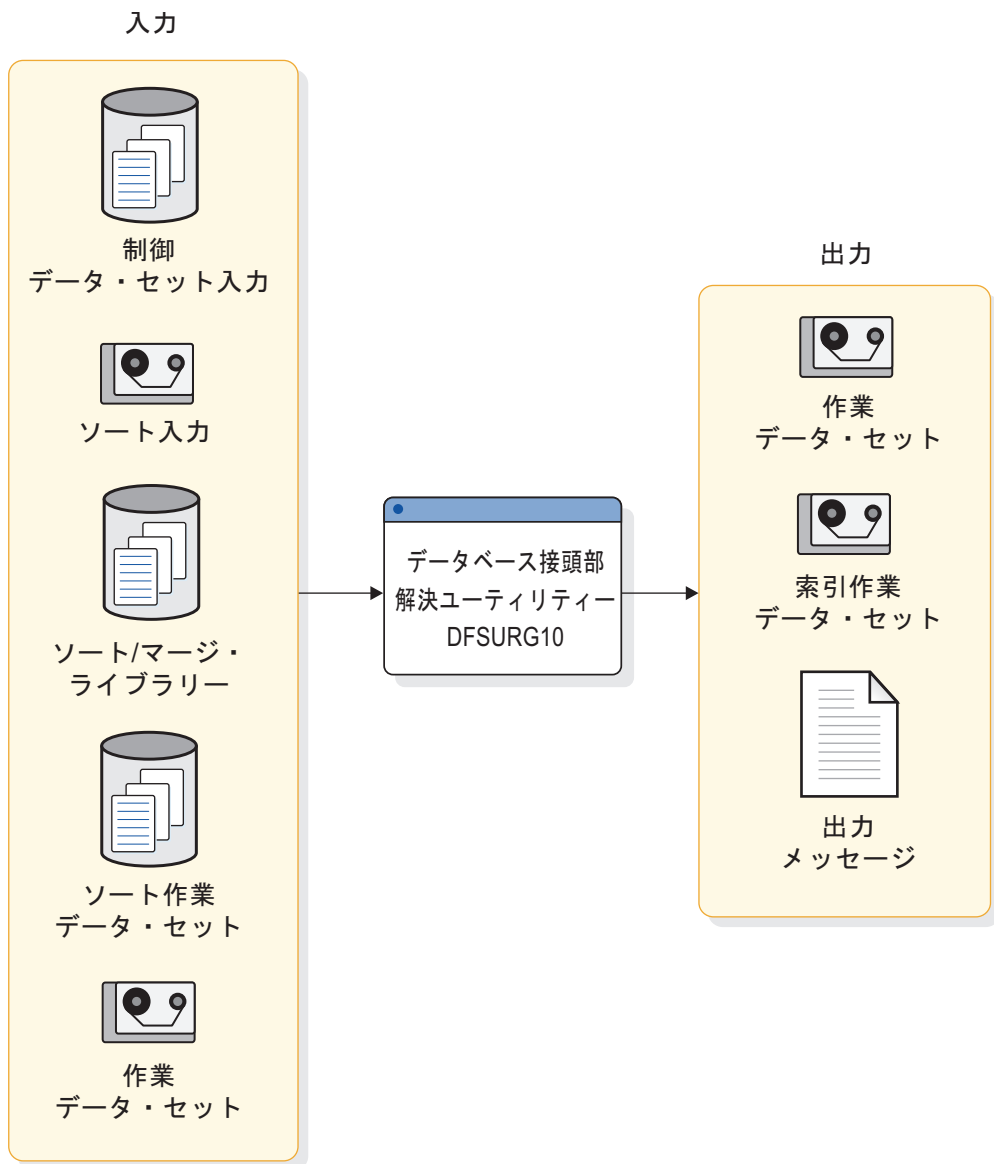 入力
制御
データ・セット入力
ソート入力
ソート/マージ・
ライブラリー
ソート作業
データ・セット
作業
データ・セット
データベース接頭部
解決ユーティリティー
DFSURG10
出力
作業
データ・セット
索引作業
データ・セット
出力
メッセージ